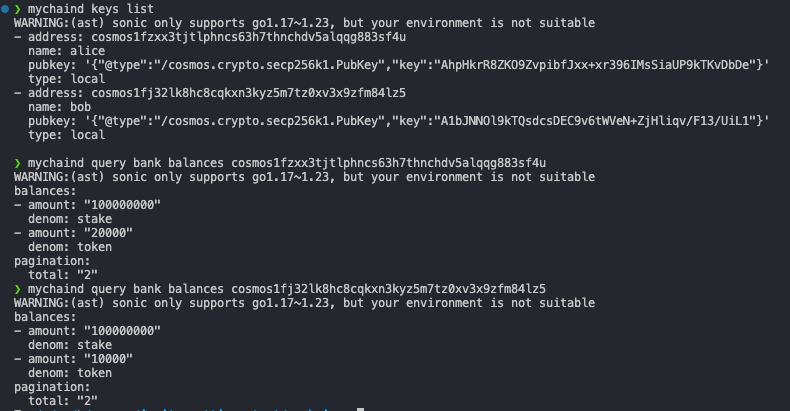 ❯ mychaind keys list
WARNING:(ast) sonic only supports go1.17~1.23, but your environment is not suitable
- address: cosmos1fzxx3tjtlphncs63h7thnchdv5alqqg883sf4u
  name: alice
  pubkey: '{"@type":"/cosmos.crypto.secp256k1.PubKey","key":"AhpHkrR8ZKO9ZvpibfJxx+xr396IMsSiaUP9kTKvDbDe"}'
  type: local
- address: cosmos1fj32lk8hc8cqkxn3kyz5m7tz0xv3x9zfm84lz5
  name: bob
  pubkey: '{"@type":"/cosmos.crypto.secp256k1.PubKey","key":"A1bJNNOl9kTQsdcsDEC9v6tWVeN+ZjHliqv/F13/UiL1"}'
  type: local
❯ mychaind query bank balances cosmos1fzxx3tjtlphncs63h7thnchdv5alqqg883sf4u
WARNING:(ast) sonic only supports go1.17~1.23, but your environment is not suitable
balances:
- amount: "100000000"
  denom: stake
- amount: "20000"
  denom: token
pagination:
  total: "2"
❯ mychaind query bank balances cosmos1fj32lk8hc8cqkxn3kyz5m7tz0xv3x9zfm84lz5
WARNING:(ast) sonic only supports go1.17~1.23, but your environment is not suitable
balances:
- amount: "100000000"
  denom: stake
- amount: "10000"
  denom: token
pagination:
  total: "2"